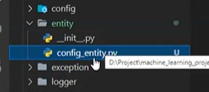 config
entity
__init__.py
config_entity.py U
D:\Project\machine_learning_proje
exception
logger